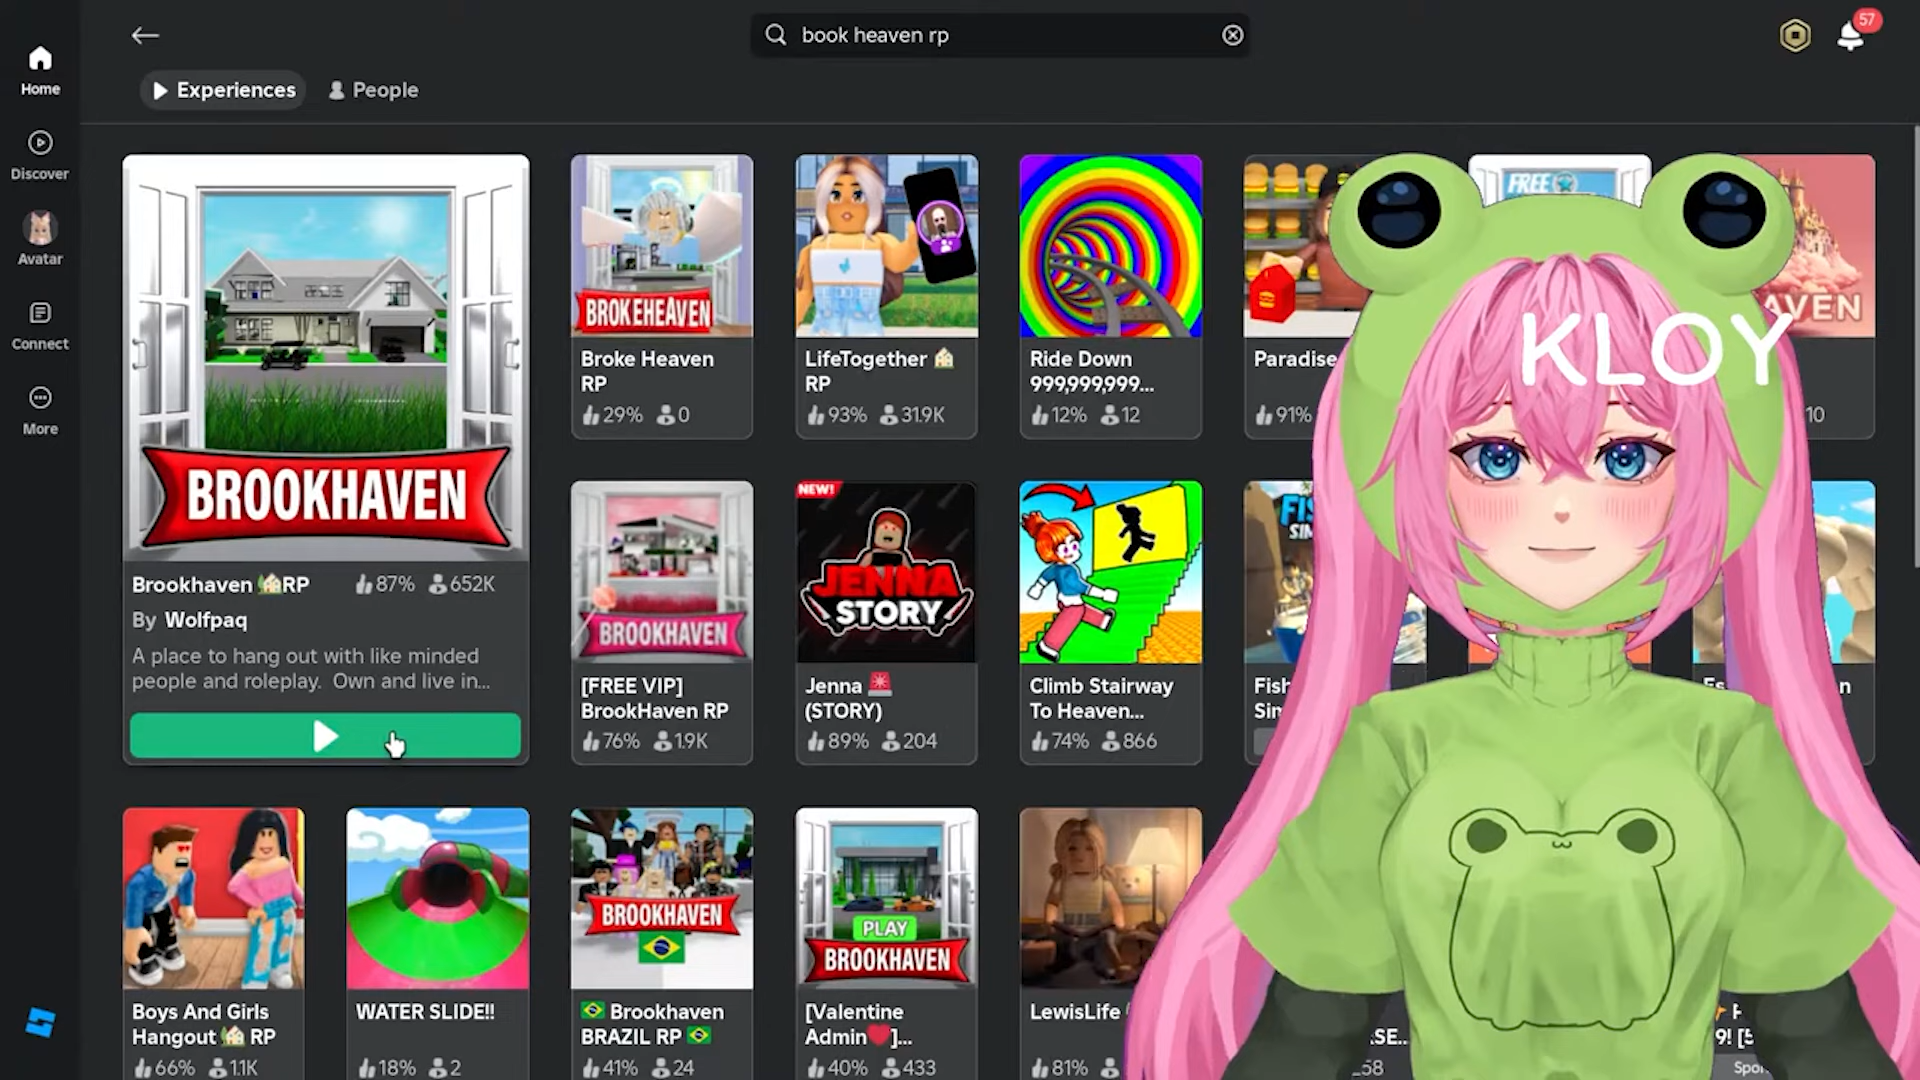 book heaven rp
57
Home
Experiences
People
Discover
Avatar
Connect
More
BROOKHAVEN
Brookhaven RP
87% 652K
By Wolfpaq
A place to hang out with like minded
people and roleplay. Own and live in...
BROKEHEAVEN
Broke Heaven
RP
29% 0
LifeTogether
RP
93% 31.9K
Ride Down
999,999,999...
12% 12
Paradise
91%
FREE
KLOY
10
BROOKHAVEN
[FREE VIP]
BrookHaven RP
76% 1.9K
NEW!
JENNA
STORY
Jenna
(STORY)
89% 204
Climb Stairway
To Heaven...
74% 866
Boys And Girls
Hangout RP
66% 1.1K
WATER SLIDE!!
18% 2
BROOKHAVEN
Brookhaven
BRAZIL RP
41% 24
PLAY
BROOKHAVEN
[Valentine
Admin❤️]...
40% 433
LewisLife
81%